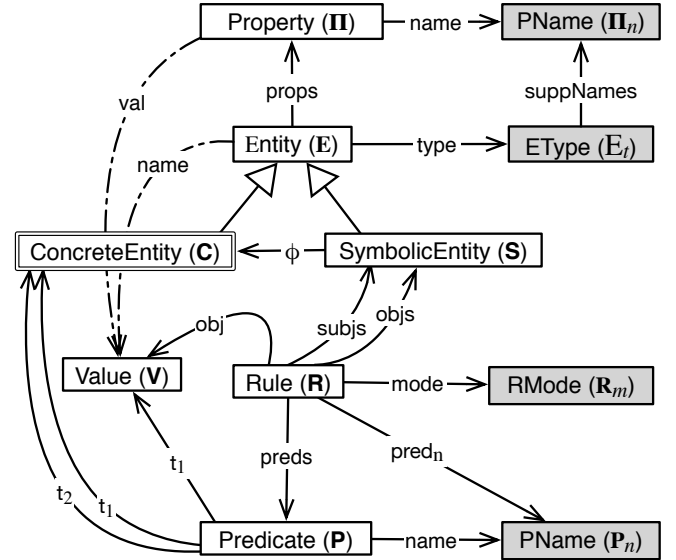 Property (Π)
name
PName (Πₙ)
val
props
suppNames
name
Entity (E)
type
EType (Eₜ)
ConcreteEntity (C)
ϕ
SymbolicEntity (S)
obj
subjs
objs
Value (V)
Rule (R)
mode
RMode (Rₘ)
t₂
t₁
t₁
preds
predₙ
Predicate (P)
name
PName (Pₙ)